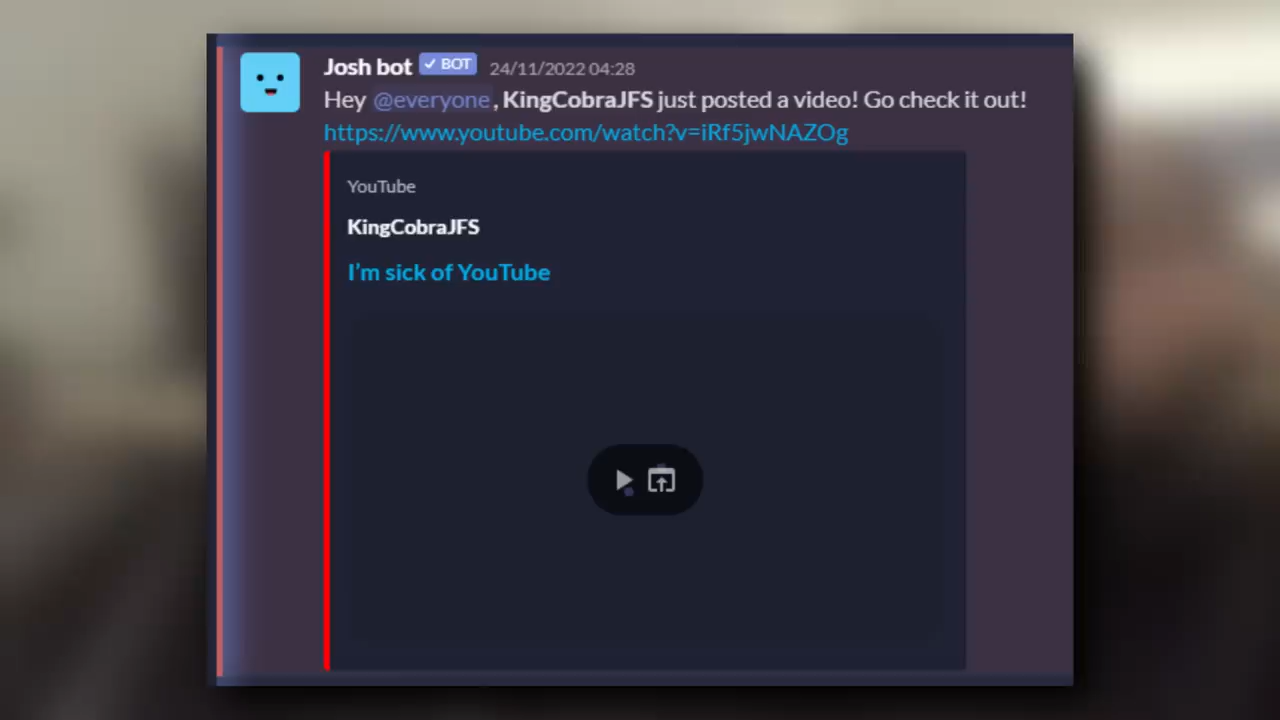 Josh bot ✓ BOT 24/11/2022 04:28
Hey @everyone, KingCobraJFS just posted a video! Go check it out!
https://www.youtube.com/watch?v=iRf5jwNAZOg
YouTube
KingCobraJFS
I'm sick of YouTube